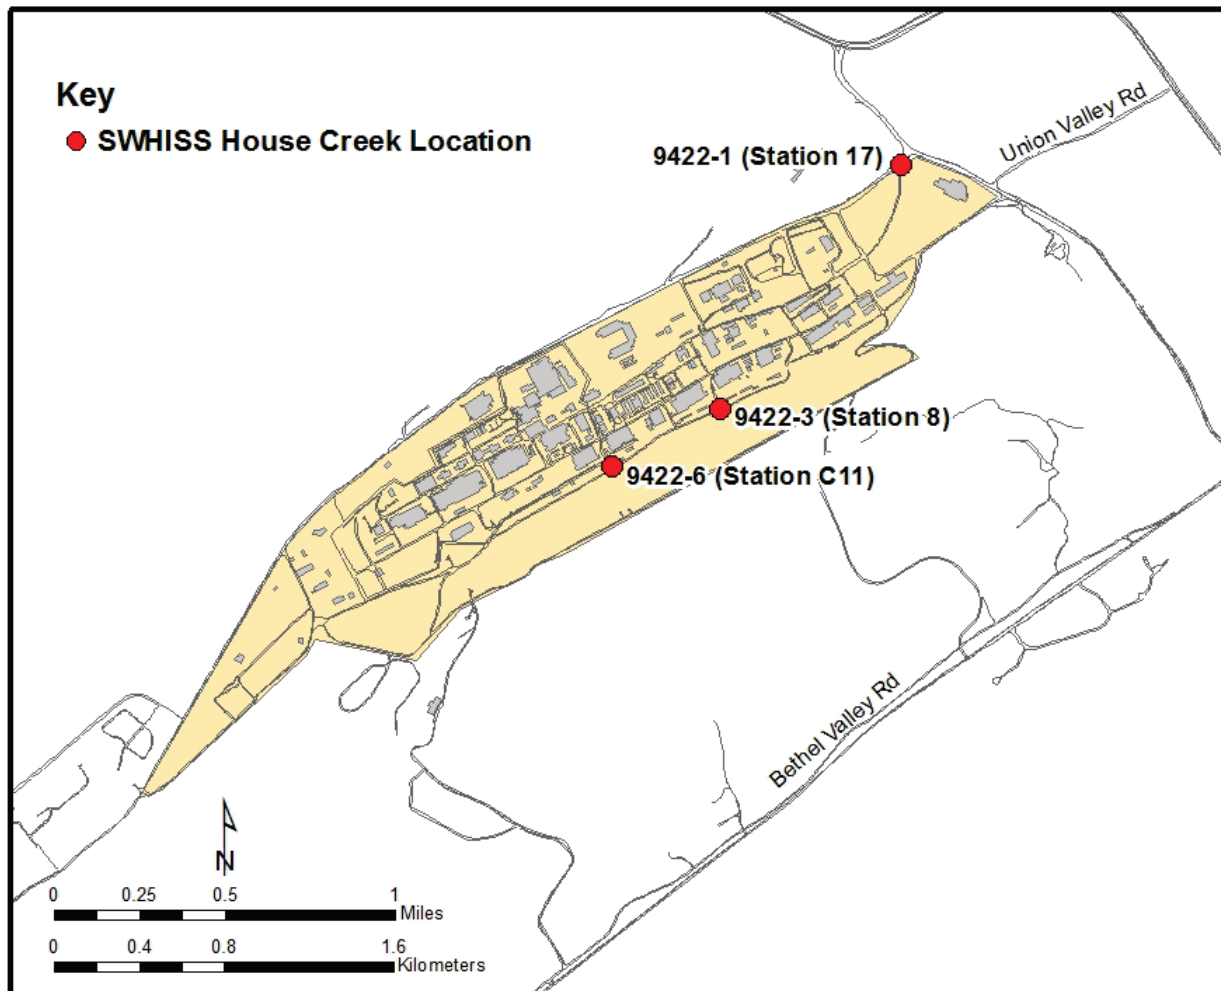 Key
SWHISS House Creek Location
Union Valley Rd
9422-1 (Station 17)
9422-3 (Station 8)
9422-6 (Station C11)
Bethel Valley Rd
N
0 0.25 0.5 1
Miles
0 0.4 0.8 1.6
Kilometers